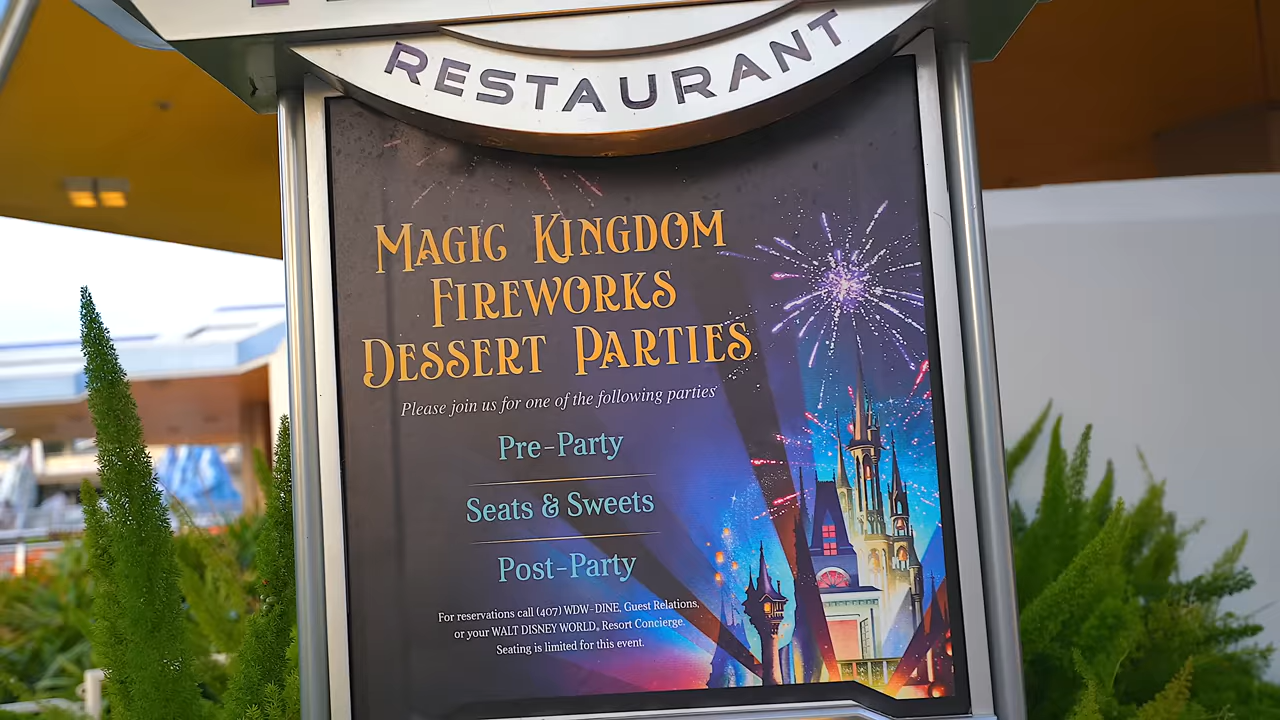 RESTAURANT
MAGIC KINGDOM
FIREWORKS
DESSERT PARTIES
Please join us for one of the following parties
Pre-Party
Seats & Sweets
Post-Party
For reservations call (407) WDW-DINE, Guest Relations,
or your WALT DISNEY WORLD® Resort Concierge.
Seating is limited for this event.